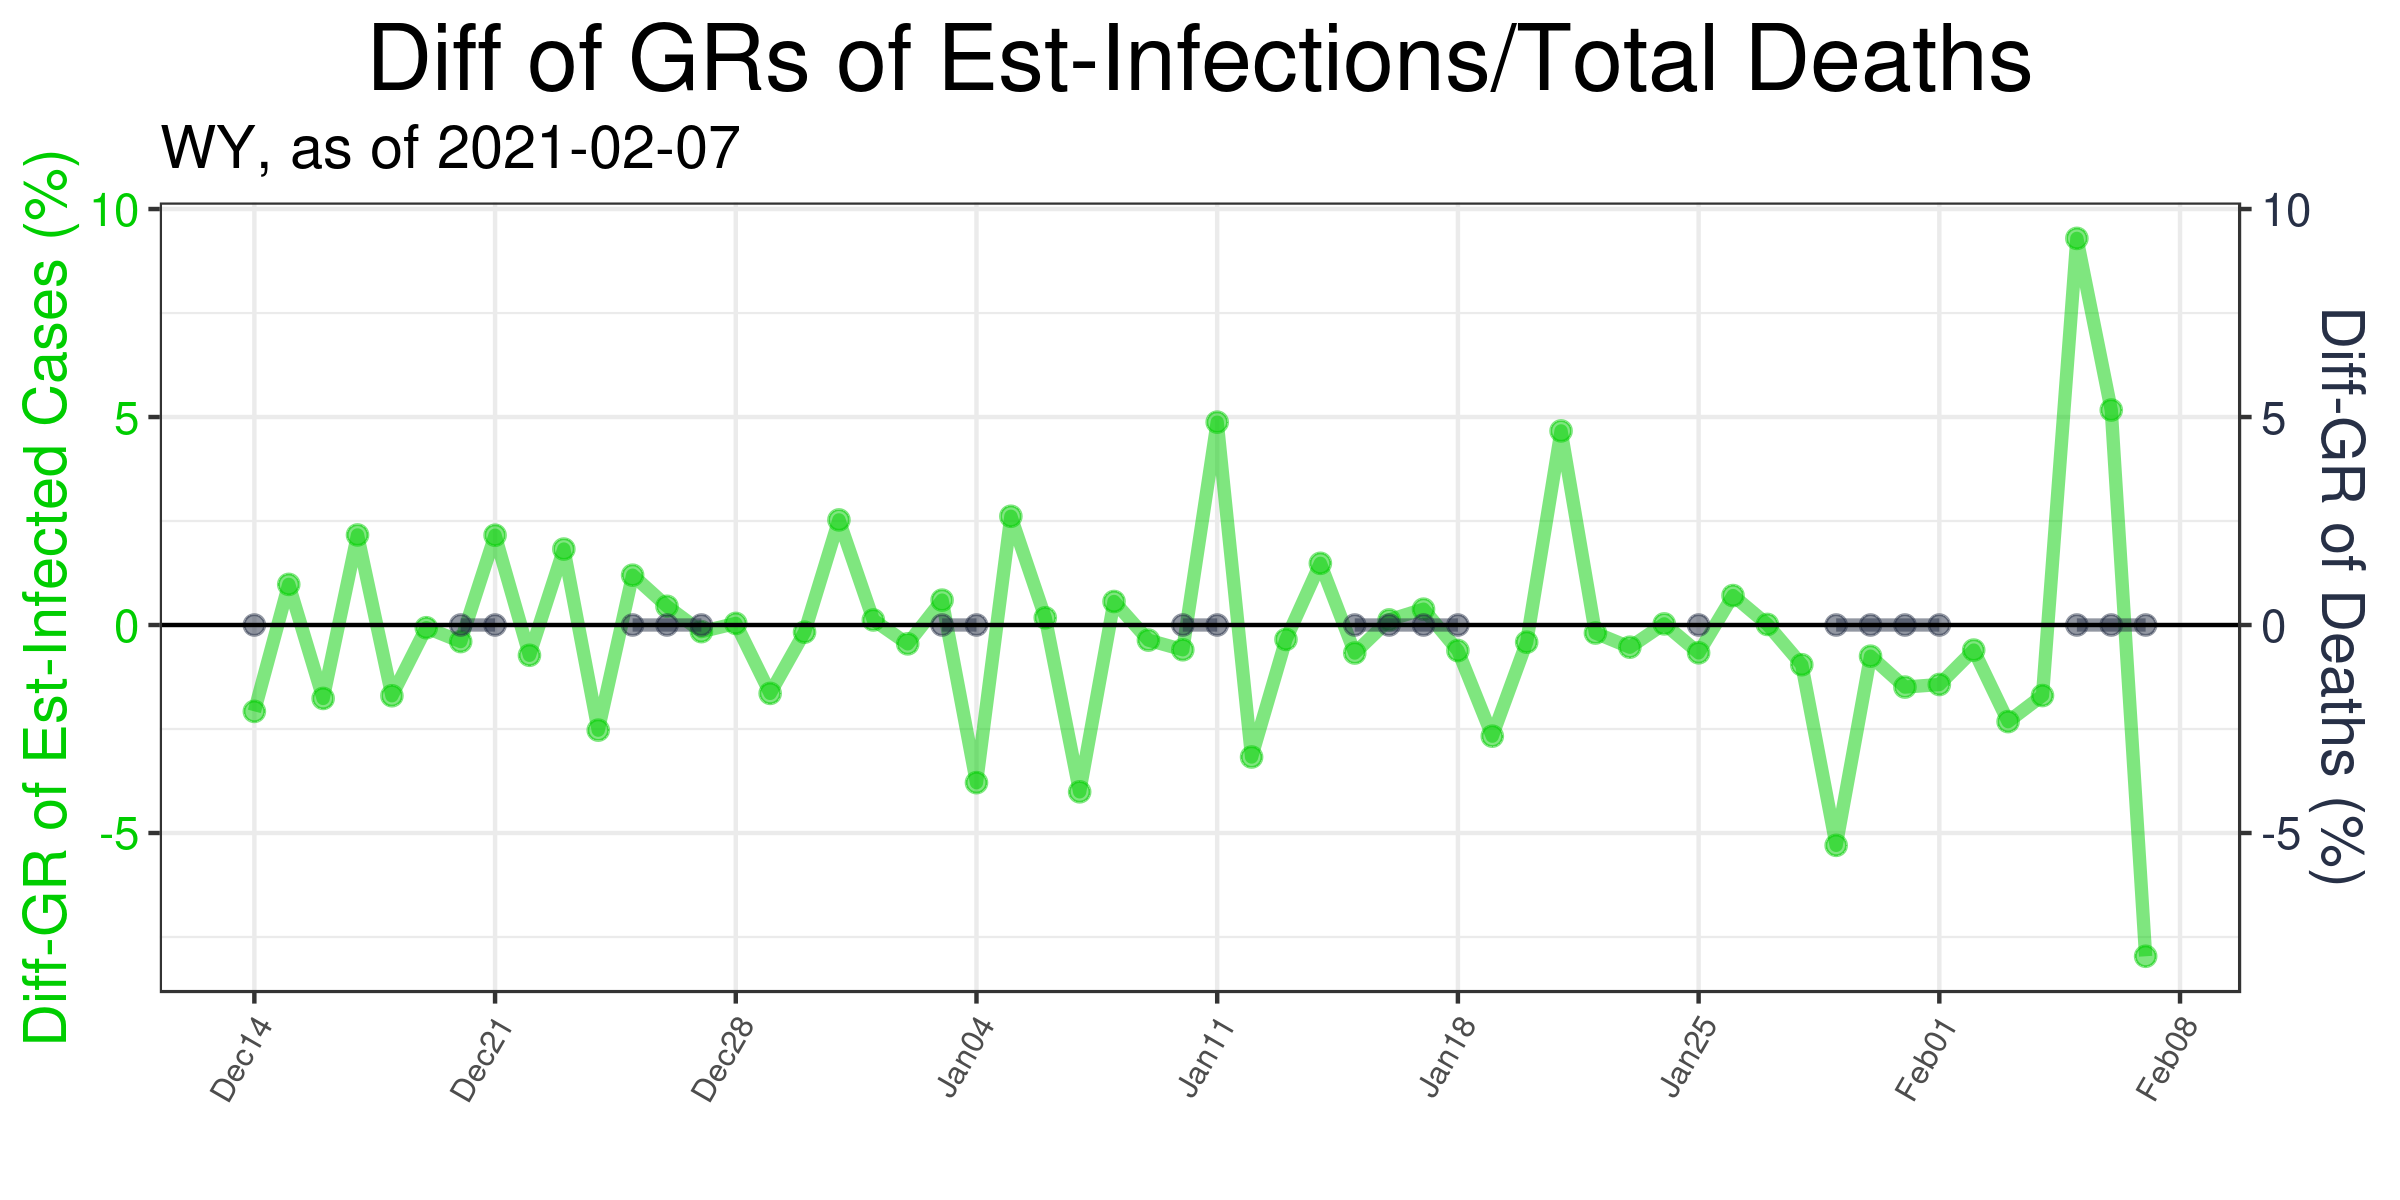 Diff of GRs of Est-Infections/Total Deaths
WY, as of 2021-02-07
Diff-GR of Est-Infected Cases (%)
10
5
0
-5
10
5
0
-5
Diff-GR of Deaths (%)
Dec14
Dec21
Dec28
Jan04
Jan11
Jan18
Jan25
Feb01
Feb08